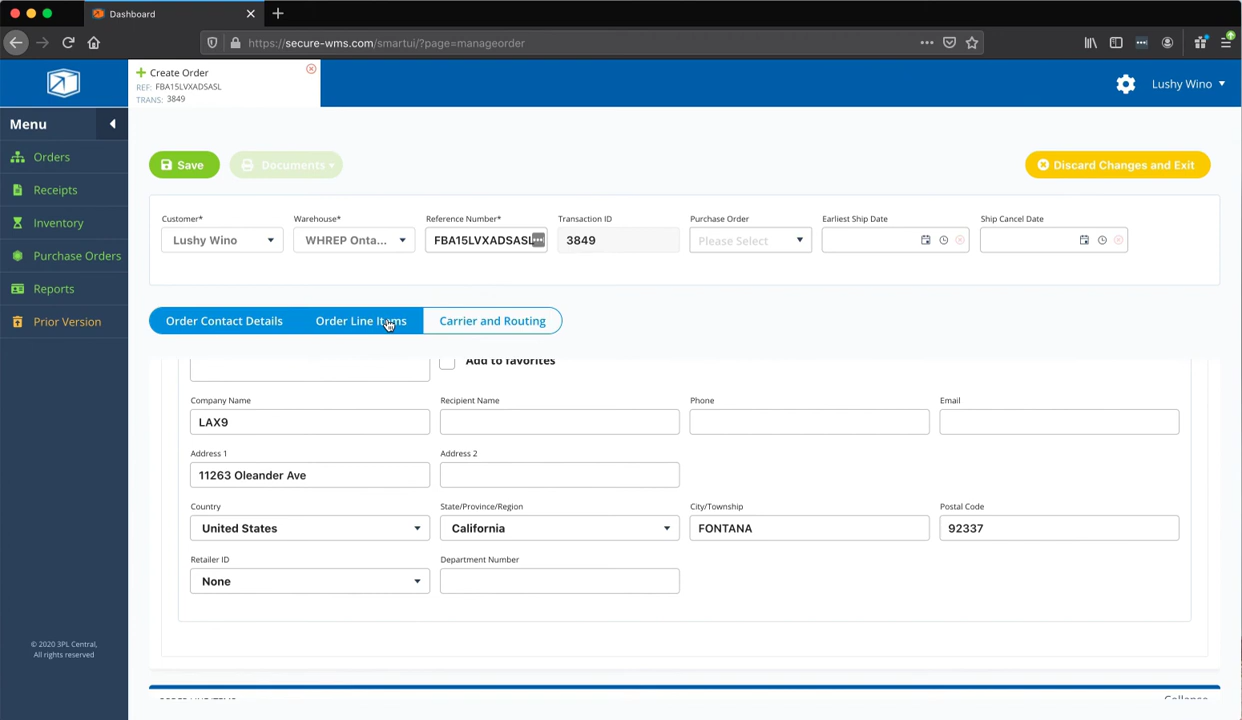 Dashboard
https://secure-wms.com/smartui/?page=manageorder
Create Order
REF: FBA15LVXADSASL
TRANS: 3849
Lushy Wino
Menu
Orders
Receipts
Inventory
Purchase Orders
Reports
Prior Version
© 2020 3PL Central,
All rights reserved
Save
Documents
Discard Changes and Exit
Customer* Warehouse* Reference Number* Transaction ID Purchase Order Earliest Ship Date Ship Cancel Date
Lushy Wino WHREP Onta... FBA15LVXADSASL 3849 Please Select
Order Contact Details Order Line Items Carrier and Routing
Add to favorites
Company Name Recipient Name Phone Email
LAX9
Address 1 Address 2
11263 Oleander Ave
Country State/Province/Region City/Township Postal Code
United States California FONTANA 92337
Retailer ID Department Number
None
ORDER LINE ITEMS Collapse